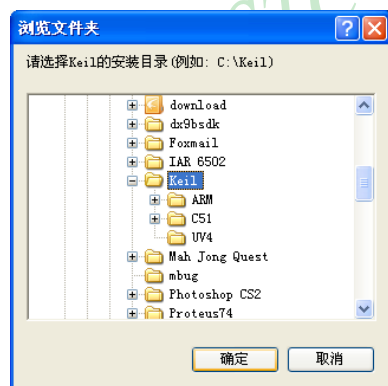 浏览文件夹
请选择Keil的安装目录(例如: C:\Keil)
download
dx9bsdk
Foxmail
IAR 6502
Keil
ARM
C51
UV4
Mah Jong Quest
mbug
Photoshop CS2
Proteus74
确定
取消